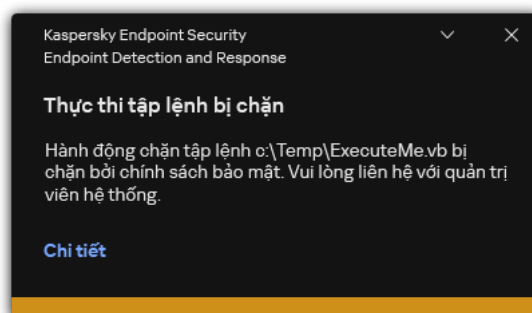 Kaspersky Endpoint Security
Endpoint Detection and Response
Thực thi tập lệnh bị chặn
Hành động chặn tập lệnh c:\Temp\ExecuteMe.vb bị
chặn bởi chính sách bảo mật. Vui lòng liên hệ với quản trị
viên hệ thống.
Chi tiết